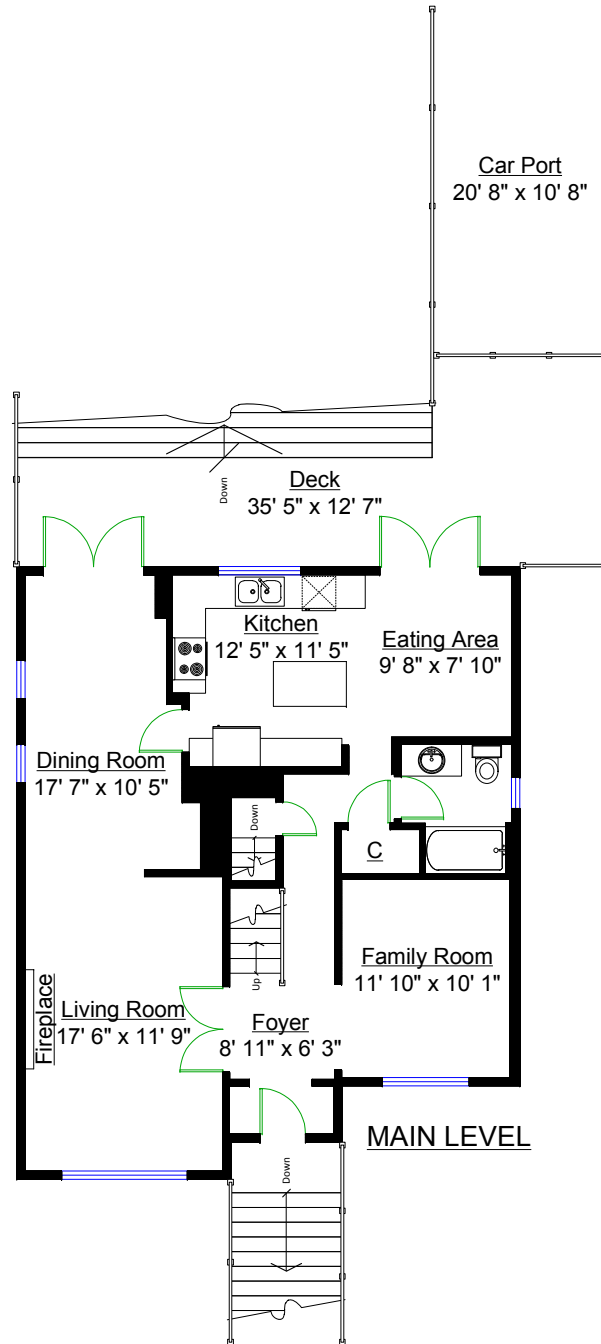 Car Port
20' 8" x 10' 8"
Down
Deck
35' 5" x 12' 7"
Kitchen
12' 5" x 11' 5"
Eating Area
9' 8" x 7' 10"
Dining Room
17' 7" x 10' 5"
Down
C
Family Room
11' 10" x 10' 1"
Up
Fireplace
Living Room
17' 6" x 11' 9"
Foyer
8' 11" x 6' 3"
MAIN LEVEL
Down